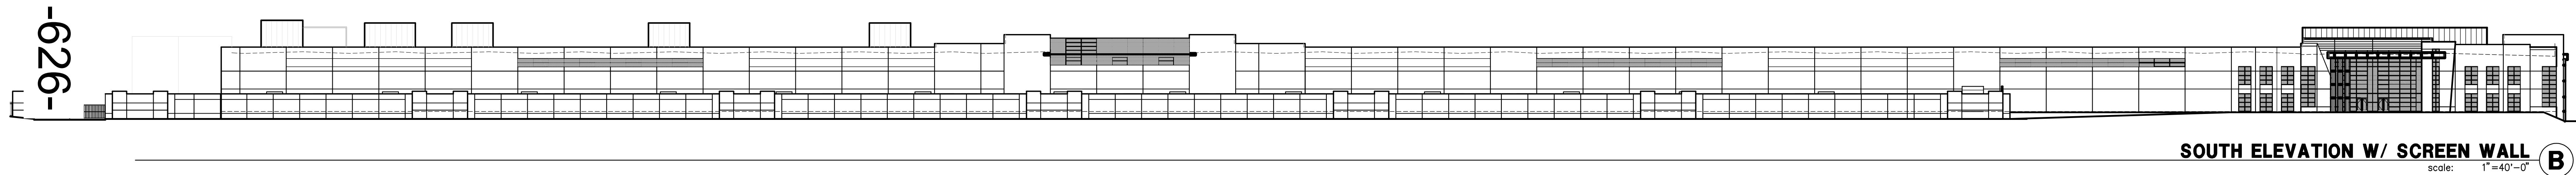 -626-
SOUTH ELEVATION W/ SCREEN WALL
B
scale: 1"=40'-0"